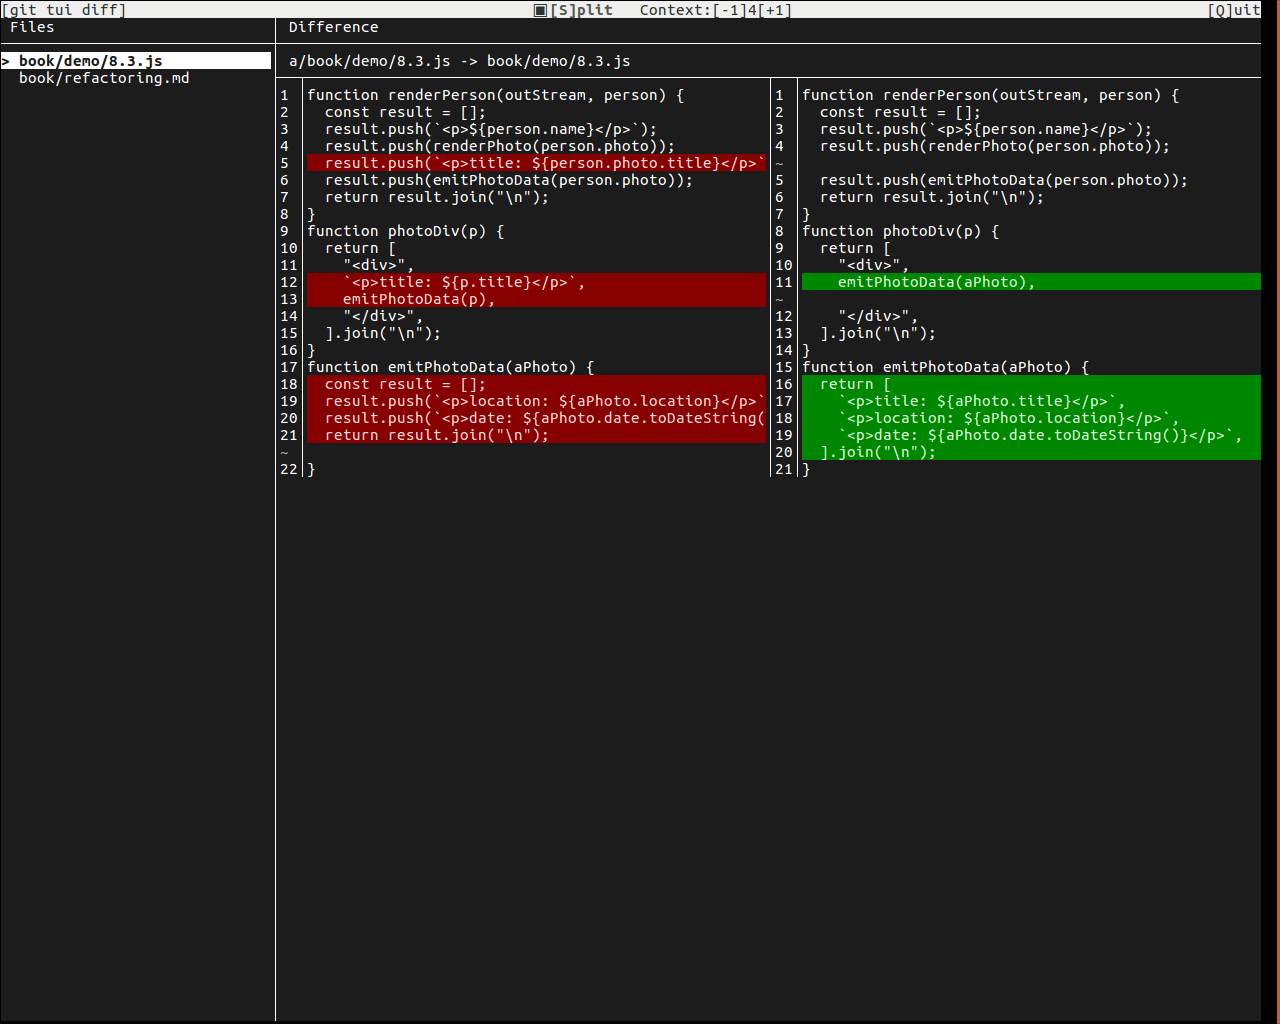 [git tui diff] ▣[S]plit Context:[-1]4[+1] [Q]uit
Files
> book/demo/8.3.js
book/refactoring.md
Difference
a/book/demo/8.3.js -> book/demo/8.3.js
1 function renderPerson(outStream, person) {
2   const result = [];
3   result.push(`<p>${person.name}</p>`);
4   result.push(renderPhoto(person.photo));
5   result.push(`<p>title: ${person.photo.title}</p>`
6   result.push(emitPhotoData(person.photo));
7   return result.join("\n");
8 }
9 function photoDiv(p) {
10   return [
11     "<div>",
12     `<p>title: ${p.title}</p>`,
13     emitPhotoData(p),
14     "</div>",
15   ].join("\n");
16 }
17 function emitPhotoData(aPhoto) {
18   const result = [];
19   result.push(`<p>location: ${aPhoto.location}</p>`
20   result.push(`<p>date: ${aPhoto.date.toDateString(
21   return result.join("\n");
~
22 }
1 function renderPerson(outStream, person) {
2   const result = [];
3   result.push(`<p>${person.name}</p>`);
4   result.push(renderPhoto(person.photo));
~
5   result.push(emitPhotoData(person.photo));
6   return result.join("\n");
7 }
8 function photoDiv(p) {
9   return [
10     "<div>",
11     emitPhotoData(aPhoto),
~
12     "</div>",
13   ].join("\n");
14 }
15 function emitPhotoData(aPhoto) {
16   return [
17     `<p>title: ${aPhoto.title}</p>`,
18     `<p>location: ${aPhoto.location}</p>`,
19     `<p>date: ${aPhoto.date.toDateString()}</p>`,
20   ].join("\n");
21 }